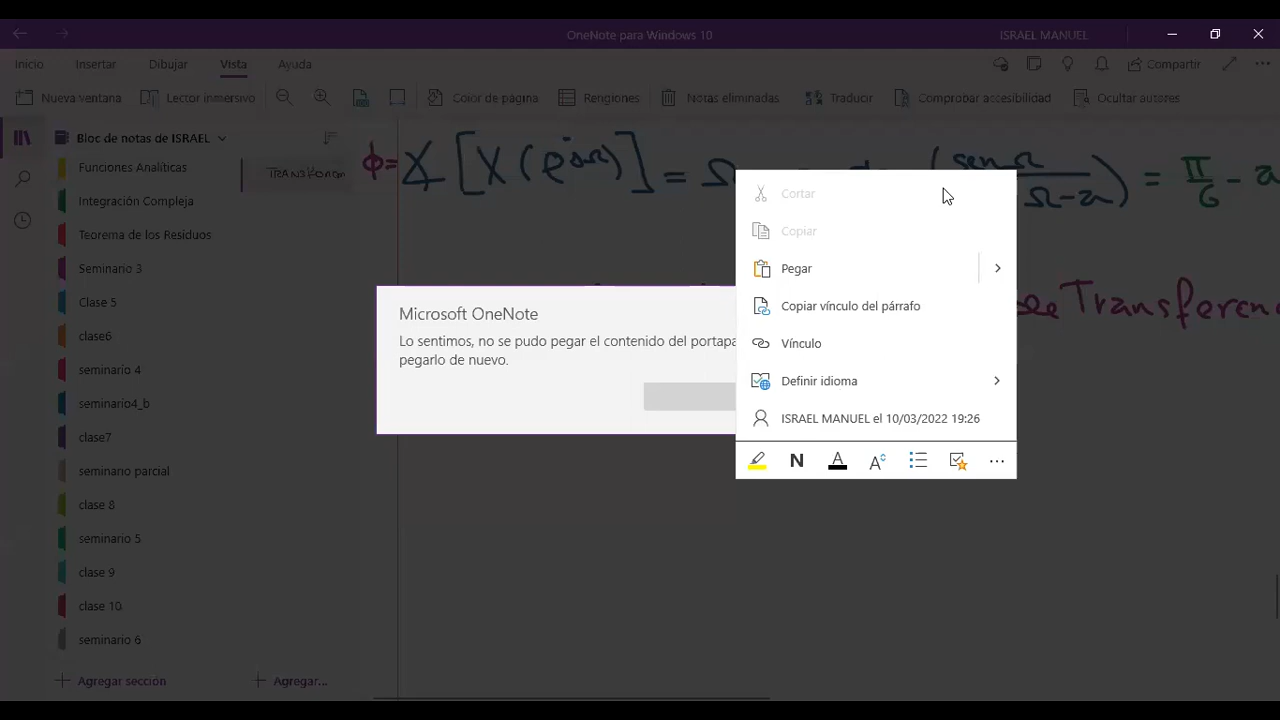 OneNote para Windows 10
ISRAEL MANUEL
Inicio
Insertar
Dibujar
Vista
Ayuda
Compartir
Nueva ventana
Lector inmersivo
Color de página
Rengiones
Notas eliminadas
Traducir
Comprobar accesibilidad
Ocultar autores
Bloc de notas de ISRAEL
Funciones Analíticas
Integración Compleja
Teorema de los Residuos
Seminario 3
Clase 5
clase6
seminario 4
seminario4_b
clase7
seminano parcial
clase 8
seminario 5
clase 9
clase 10.
seminario 6
Agregar sección
Agregar...
ϕ= ∡ [X(e^jΩ)] = Ω
sen Ω
Ω-a
= π/6 - a
Transferen
Microsoft OneNote
Lo sentimos, no se pudo pegar el contenido del portapa
pegarlo de nuevo.
Cortar
Copiar
Pegar
Copiar vínculo del párrafo
Vínculo
Definir idioma
ISRAEL MANUEL el 10/03/2022 19:26
N
A
A